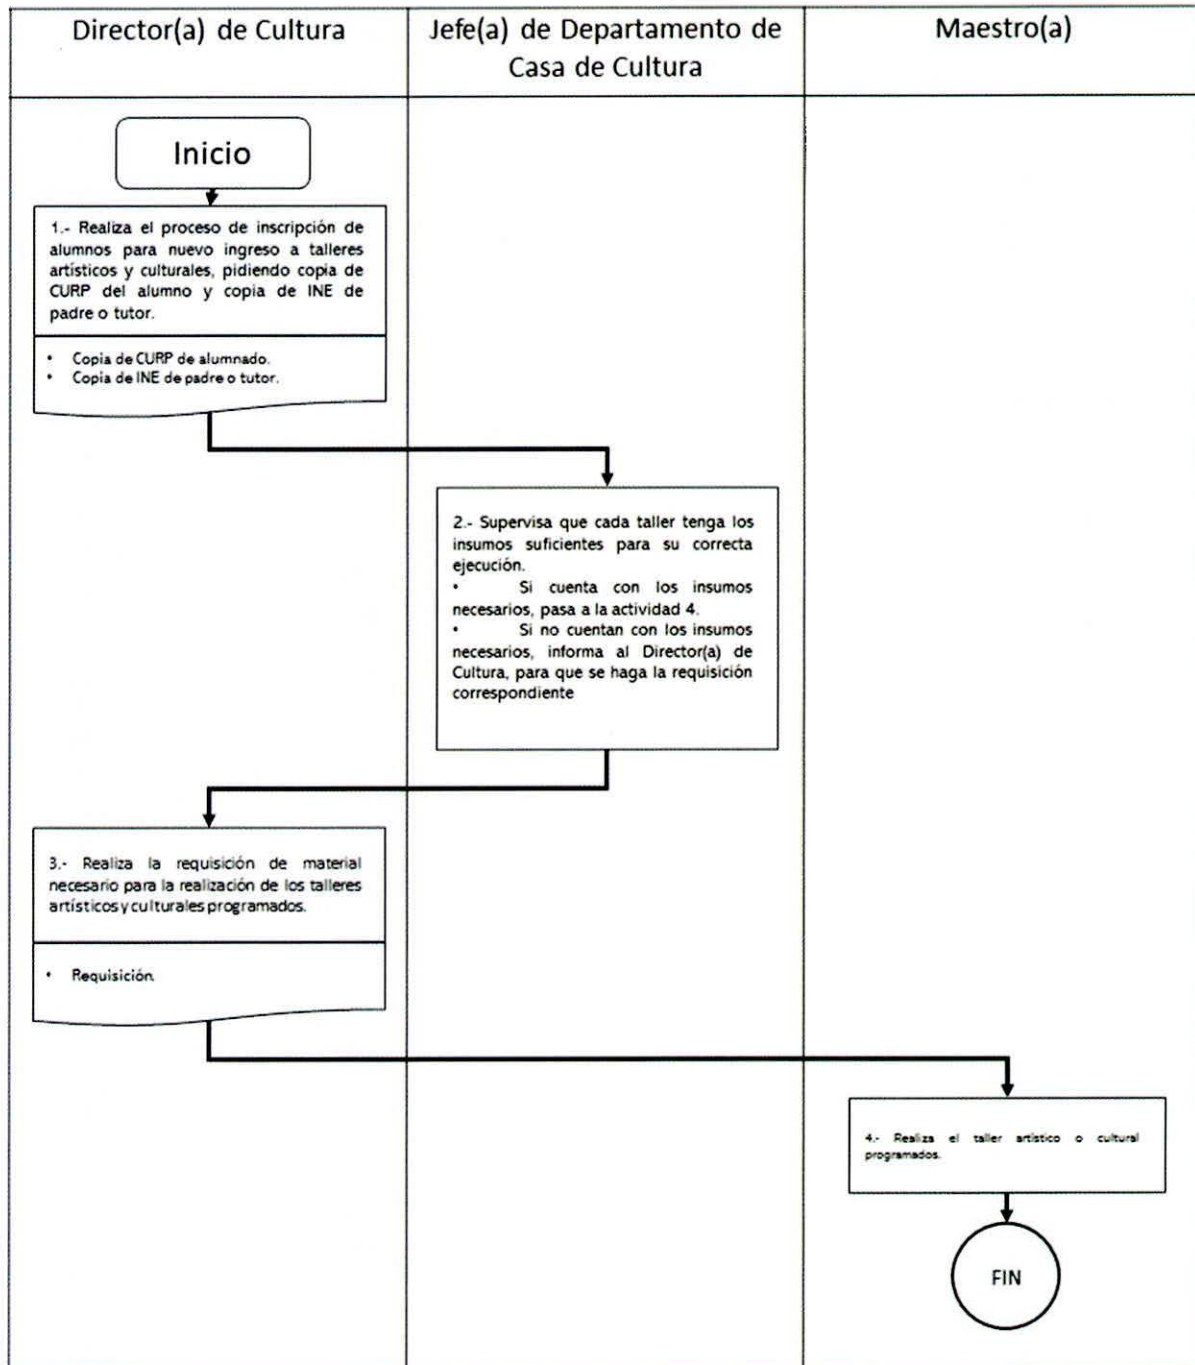 Director(a) de Cultura
Jefe(a) de Departamento de
Casa de Cultura
Maestro(a)
Inicio
1.- Realiza el proceso de inscripción de
alumnos para nuevo ingreso a talleres
artísticos y culturales, pidiendo copia de
CURP del alumno y copia de INE de
padre o tutor.
• Copia de CURP de alumnado.
• Copia de INE de padre o tutor.
2.- Supervisa que cada taller tenga los
insumos suficientes para su correcta
ejecución.
• Si cuenta con los insumos
necesarios, pasa a la actividad 4.
• Si no cuentan con los insumos
necesarios, informa al Director(a) de
Cultura, para que se haga la requisición
correspondiente
3.- Realiza la requisición de material
necesario para la realización de los talleres
artísticos y culturales programados.
• Requisición.
4.- Realiza el taller artístico o cultural
programados.
FIN